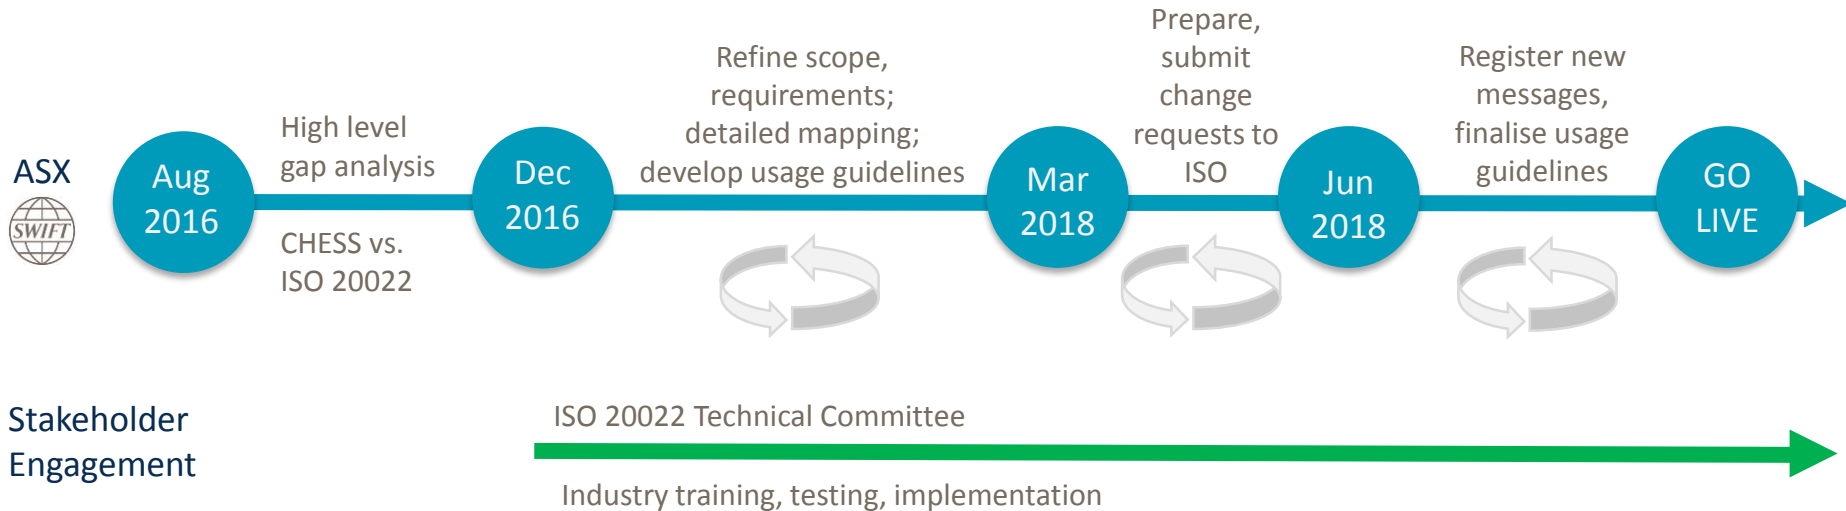 ASX
SWIFT
Aug
2016
High level
gap analysis
CHESS vs.
ISO 20022
Dec
2016
Refine scope,
requirements;
detailed mapping;
develop usage guidelines
Mar
2018
Prepare,
submit
change
requests to
ISO
Jun
2018
Register new
messages,
finalise usage
guidelines
GO
LIVE
Stakeholder
Engagement
ISO 20022 Technical Committee
Industry training, testing, implementation